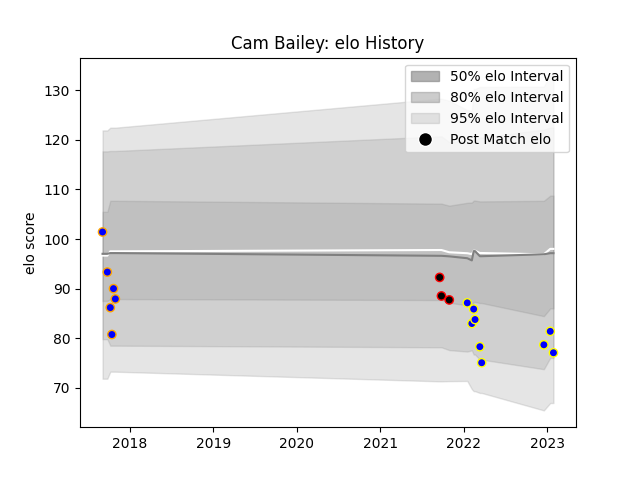 Cam Bailey: elo History
50% elo Interval
80% elo Interval
95% elo Interval
Post Match elo
elo score
130
120
110
100
90
80
70
2018
2019
2020
2021
2022
2023